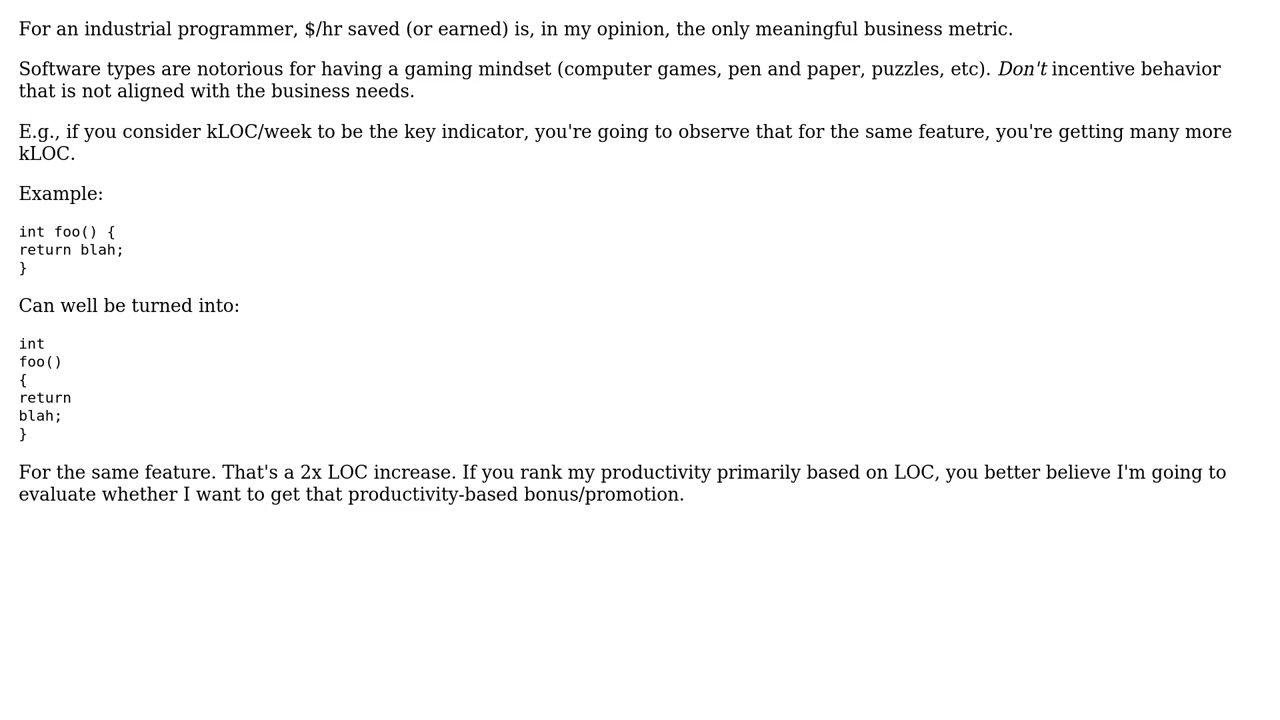 For an industrial programmer, $/hr saved (or earned) is, in my opinion, the only meaningful business metric.
Software types are notorious for having a gaming mindset (computer games, pen and paper, puzzles, etc). Don't incentive behavior
that is not aligned with the business needs.
E.g., if you consider kLOC/week to be the key indicator, you're going to observe that for the same feature, you're getting many more
kLOC.
Example:
int foo() {
return blah;
}
Can well be turned into:
int
foo()
{
return
blah;
}
For the same feature. That's a 2x LOC increase. If you rank my productivity primarily based on LOC, you better believe I'm going to
evaluate whether I want to get that productivity-based bonus/promotion.